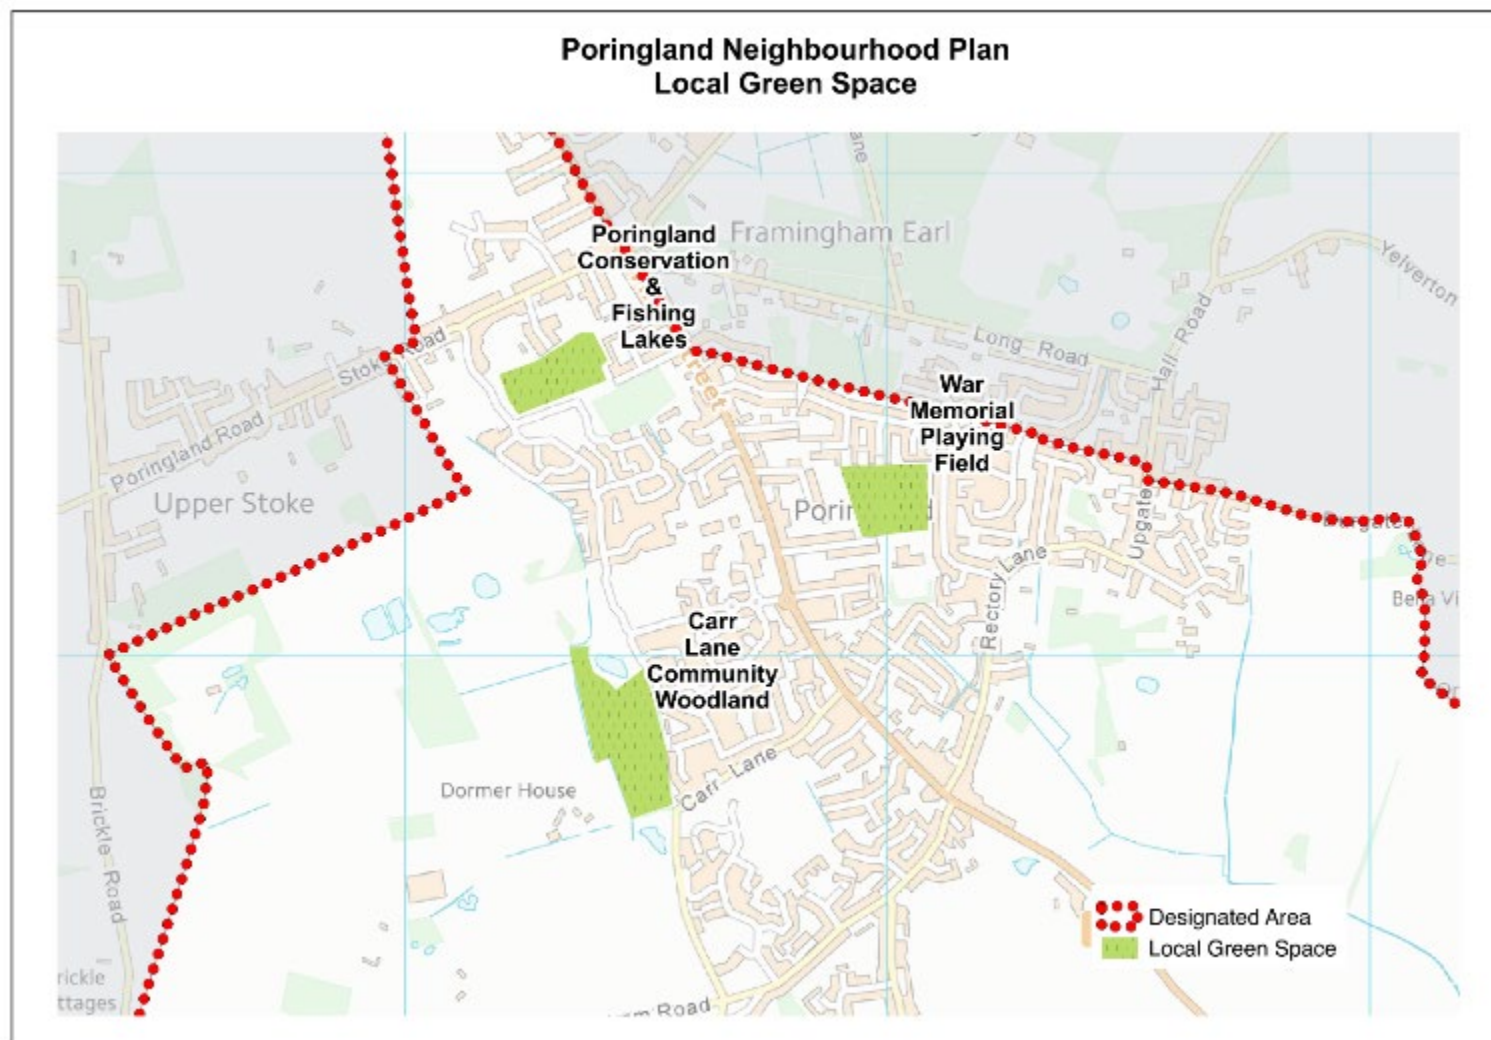 Poringland Neighbourhood Plan
Local Green Space
Poringland
Conservation
&
Fishing
Lakes
Framingham Earl
Yelverton
Long Road
Hall Road
Stoke Road
War
Memorial
Playing
Field
Poringland Road
Upper Stoke
Upgate
Rectory Lane
Carr
Lane
Community
Woodland
Dormer House
Carr Lane
Brickle Road
Designated Area
Local Green Space
Road